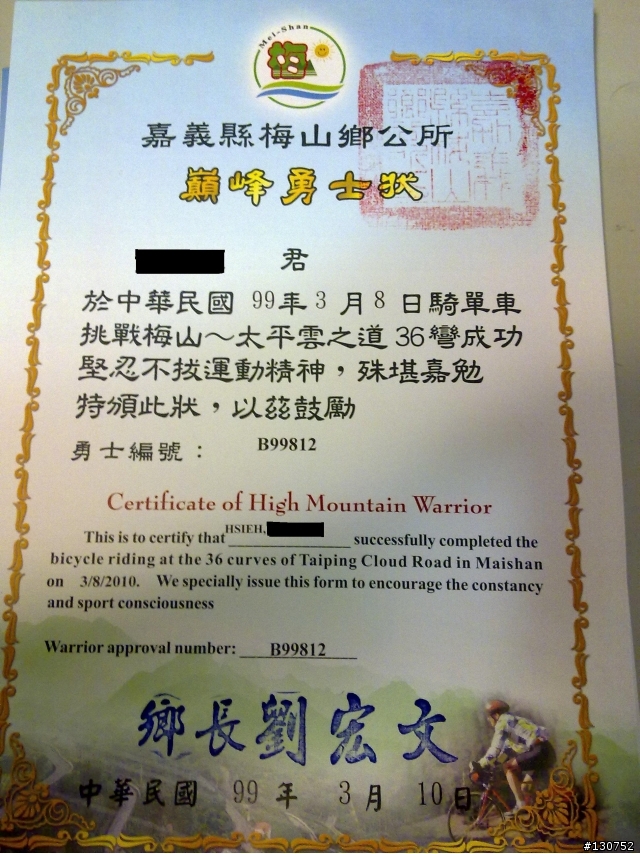 Mei-Shan
梅
嘉義縣梅山鄉公所
巔峰勇士狀
君
於中華民國 99年 3 月 8 日騎單車
挑戰梅山～太平雲之道36彎成功
堅忍不拔運動精神，殊堪嘉勉
特頒此狀，以茲鼓勵
勇士編號： B99812
Certificate of High Mountain Warrior
This is to certify that HSIEH, successfully completed the
bicycle riding at the 36 curves of Taiping Cloud Road in Maishan
on 3/8/2010. We specially issue this form to encourage the constancy
and sport consciousness
Warrior approval number: B99812
鄉長劉宏文
中華民國 99 年 3 月 10 日
#130752